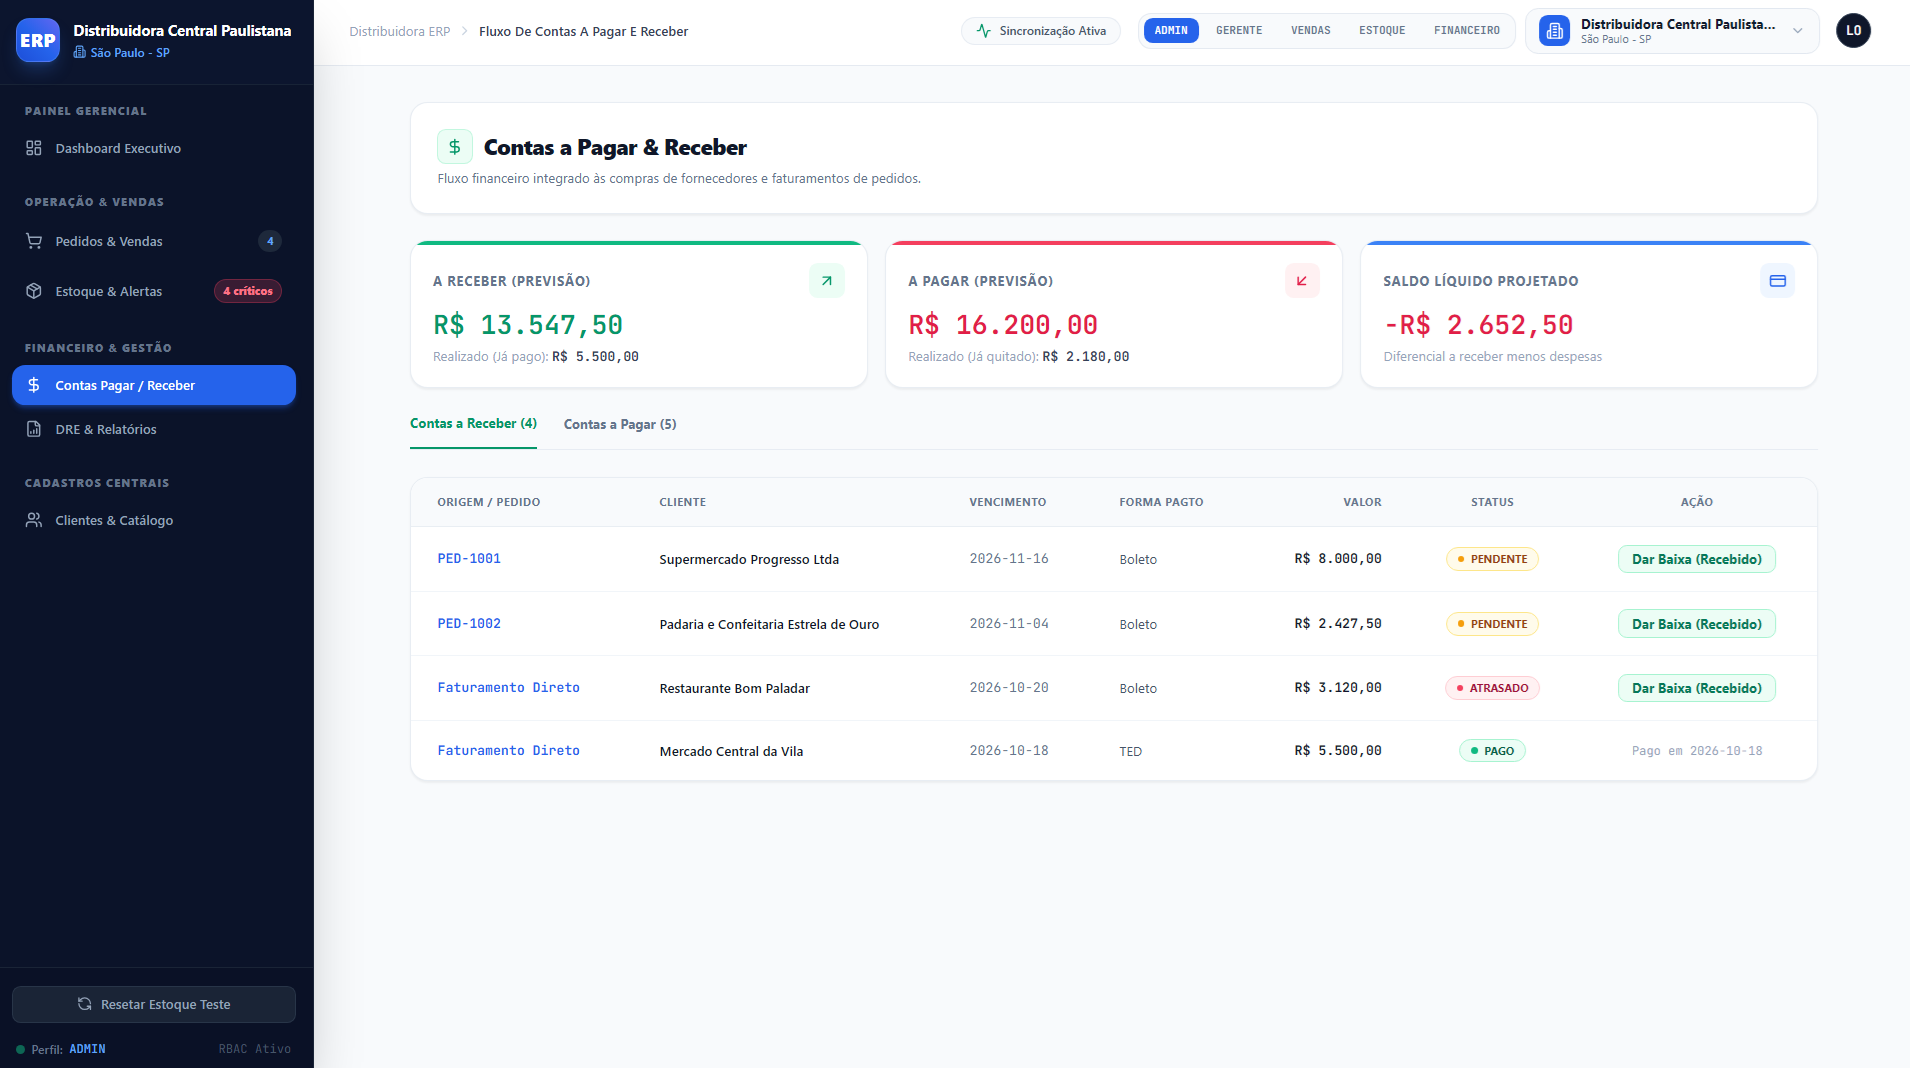 ERP
Distribuidora Central Paulistana
São Paulo - SP
PAINEL GERENCIAL
Dashboard Executivo
OPERAÇÃO & VENDAS
Pedidos & Vendas
4
Estoque & Alertas
4 críticos
FINANCEIRO & GESTÃO
Contas Pagar / Receber
DRE & Relatórios
CADASTROS CENTRAIS
Clientes & Catálogo
Resetar Estoque Teste
Perfil: ADMIN
RBAC Ativo
Distribuidora ERP > Fluxo De Contas A Pagar E Receber
Sincronização Ativa
ADMIN GERENTE VENDAS ESTOQUE FINANCEIRO
Distribuidora Central Paulista...
São Paulo - SP
LO
Contas a Pagar & Receber
Fluxo financeiro integrado às compras de fornecedores e faturamentos de pedidos.
A RECEBER (PREVISÃO)
R$ 13.547,50
Realizado (Já pago): R$ 5.500,00
A PAGAR (PREVISÃO)
R$ 16.200,00
Realizado (Já quitado): R$ 2.180,00
SALDO LÍQUIDO PROJETADO
-R$ 2.652,50
Diferencial a receber menos despesas
Contas a Receber (4) Contas a Pagar (5)
ORIGEM / PEDIDO CLIENTE VENCIMENTO FORMA PAGTO VALOR STATUS AÇÃO
PED-1001 Supermercado Progresso Ltda 2026-11-16 Boleto R$ 8.000,00 PENDENTE Dar Baixa (Recebido)
PED-1002 Padaria e Confeitaria Estrela de Ouro 2026-11-04 Boleto R$ 2.427,50 PENDENTE Dar Baixa (Recebido)
Faturamento Direto Restaurante Bom Paladar 2026-10-20 Boleto R$ 3.120,00 ATRASADO Dar Baixa (Recebido)
Faturamento Direto Mercado Central da Vila 2026-10-18 TED R$ 5.500,00 PAGO Pago em 2026-10-18